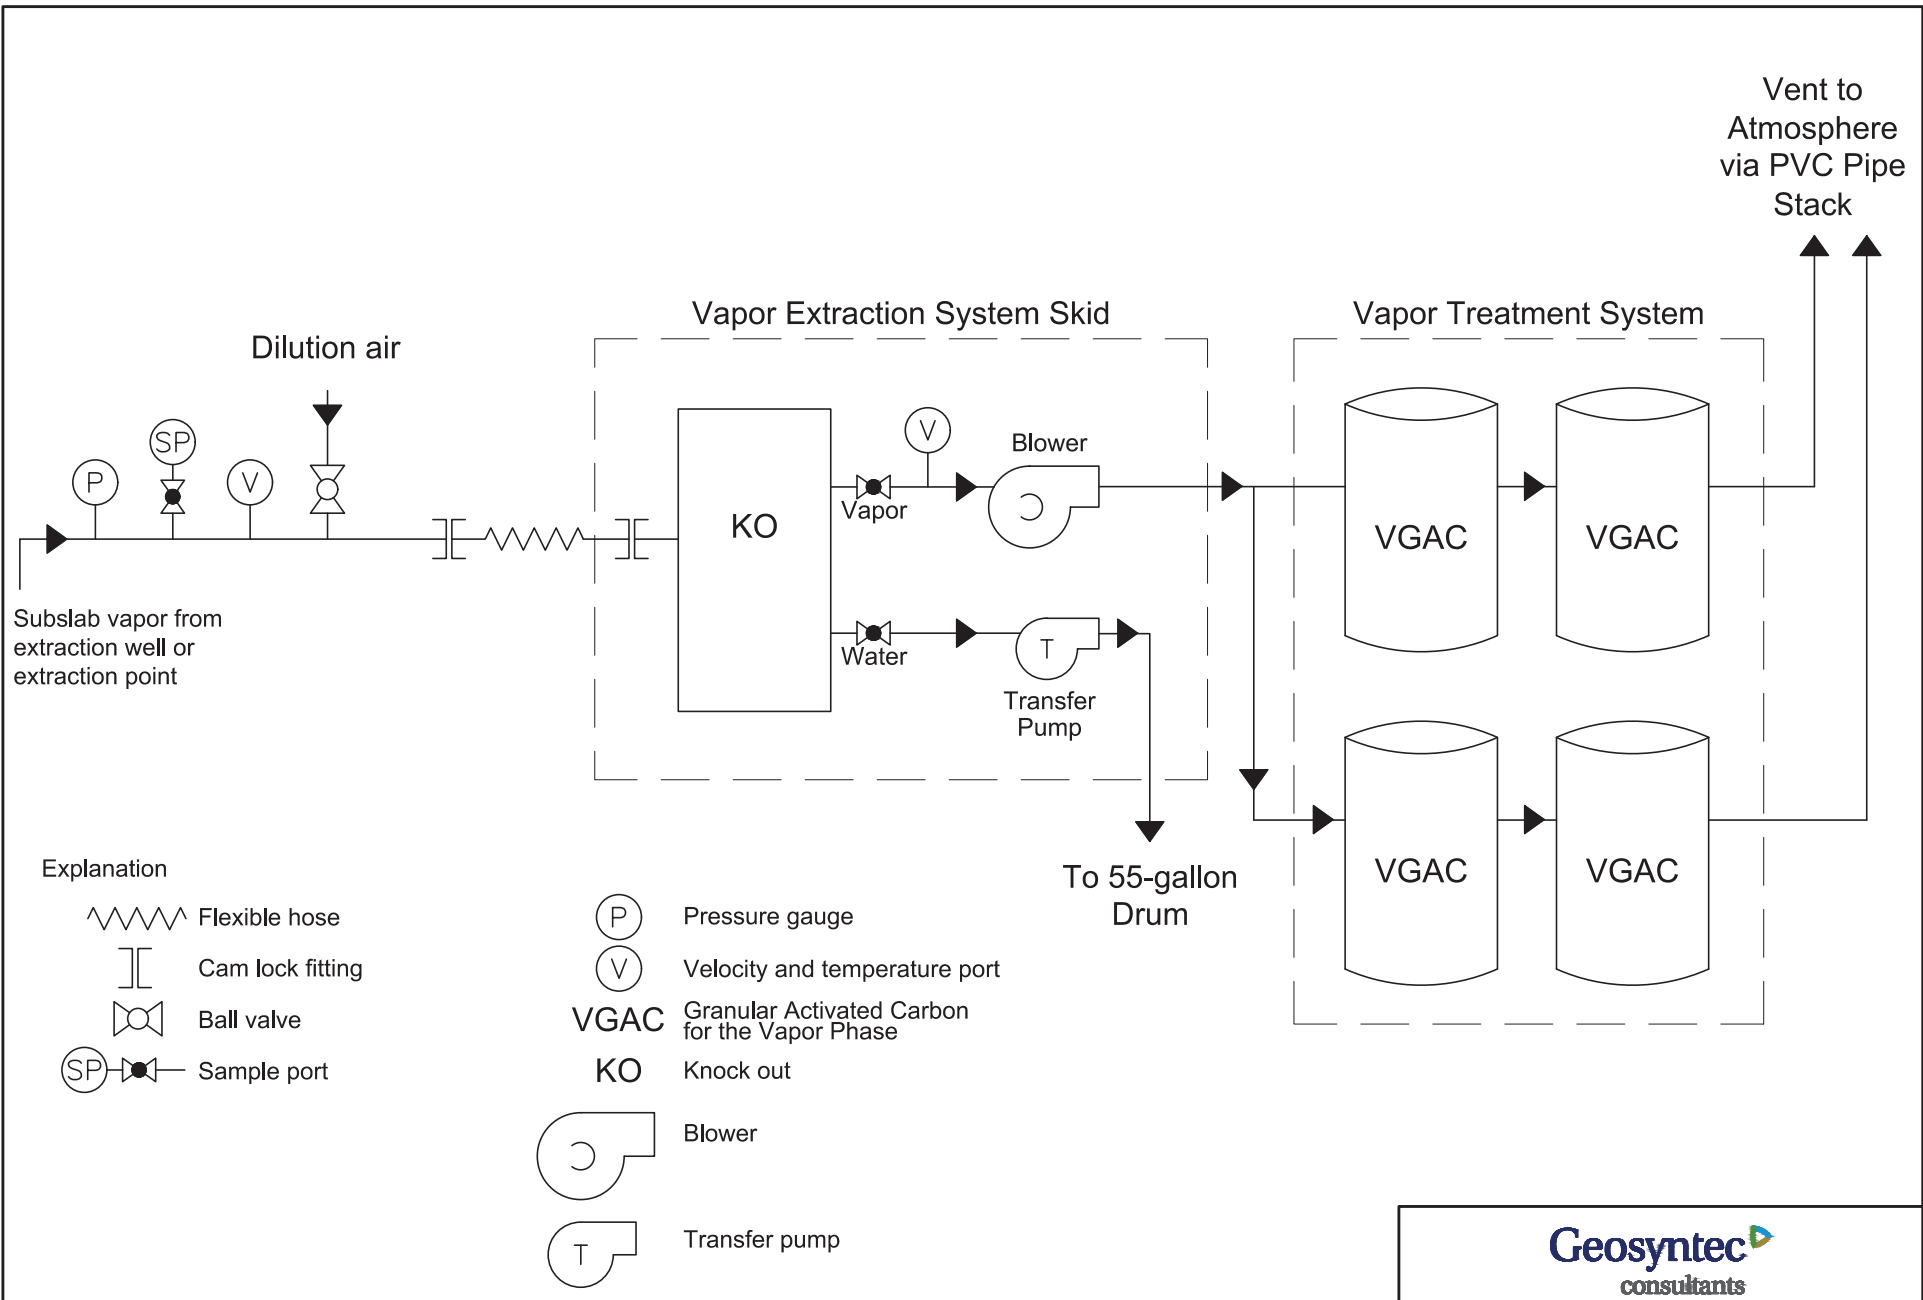 Vent to
Atmosphere
via PVC Pipe
Stack
Vapor Extraction System Skid
Vapor Treatment System
Dilution air
P
SP
V
V
Blower
Vapor
KO
Water
T
Transfer
Pump
VGAC
VGAC
VGAC
VGAC
Subslab vapor from
extraction well or
extraction point
To 55-gallon
Drum
Explanation
Flexible hose
Cam lock fitting
Ball valve
SP Sample port
P Pressure gauge
V Velocity and temperature port
VGAC Granular Activated Carbon
for the Vapor Phase
KO Knock out
Blower
T Transfer pump
Geosyntec
consultants